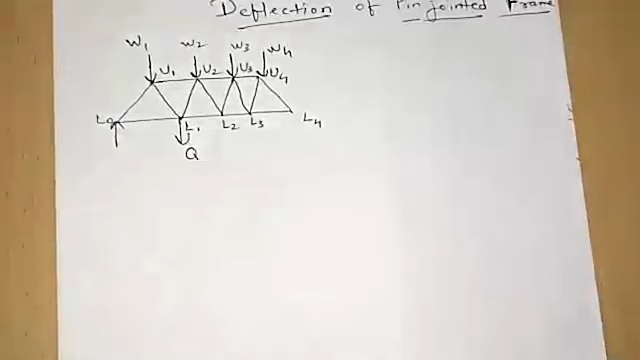 Deflection of Pin jointed Frame
W1 W2 W3 W4
U1 U2 U3 U4
L0 L1 L2 L3 L4
Q